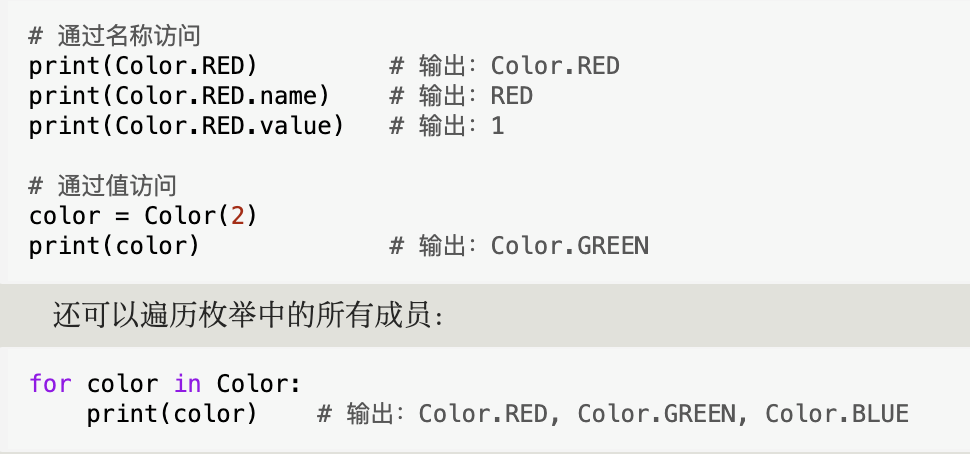 # 通过名称访问
print(Color.RED)         # 输出：Color.RED
print(Color.RED.name)    # 输出：RED
print(Color.RED.value)   # 输出：1
# 通过值访问
color = Color(2)
print(color)             # 输出：Color.GREEN
还可以遍历枚举中的所有成员：
for color in Color:
    print(color)    # 输出：Color.RED, Color.GREEN, Color.BLUE